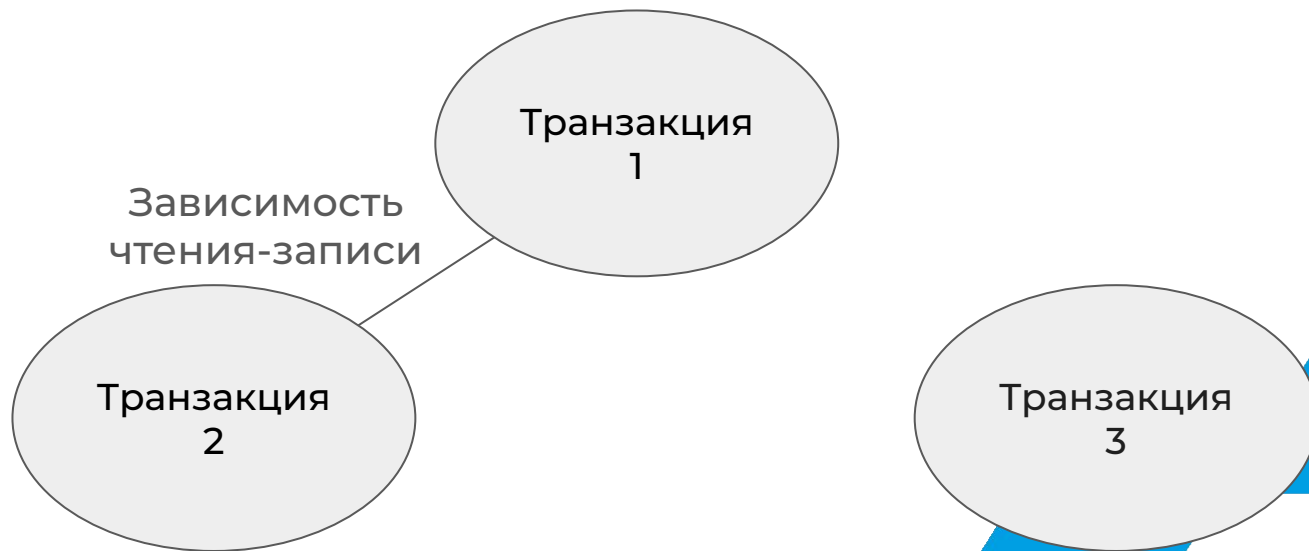 Транзакция
1
Зависимость
чтения-записи
Транзакция
2
Транзакция
3